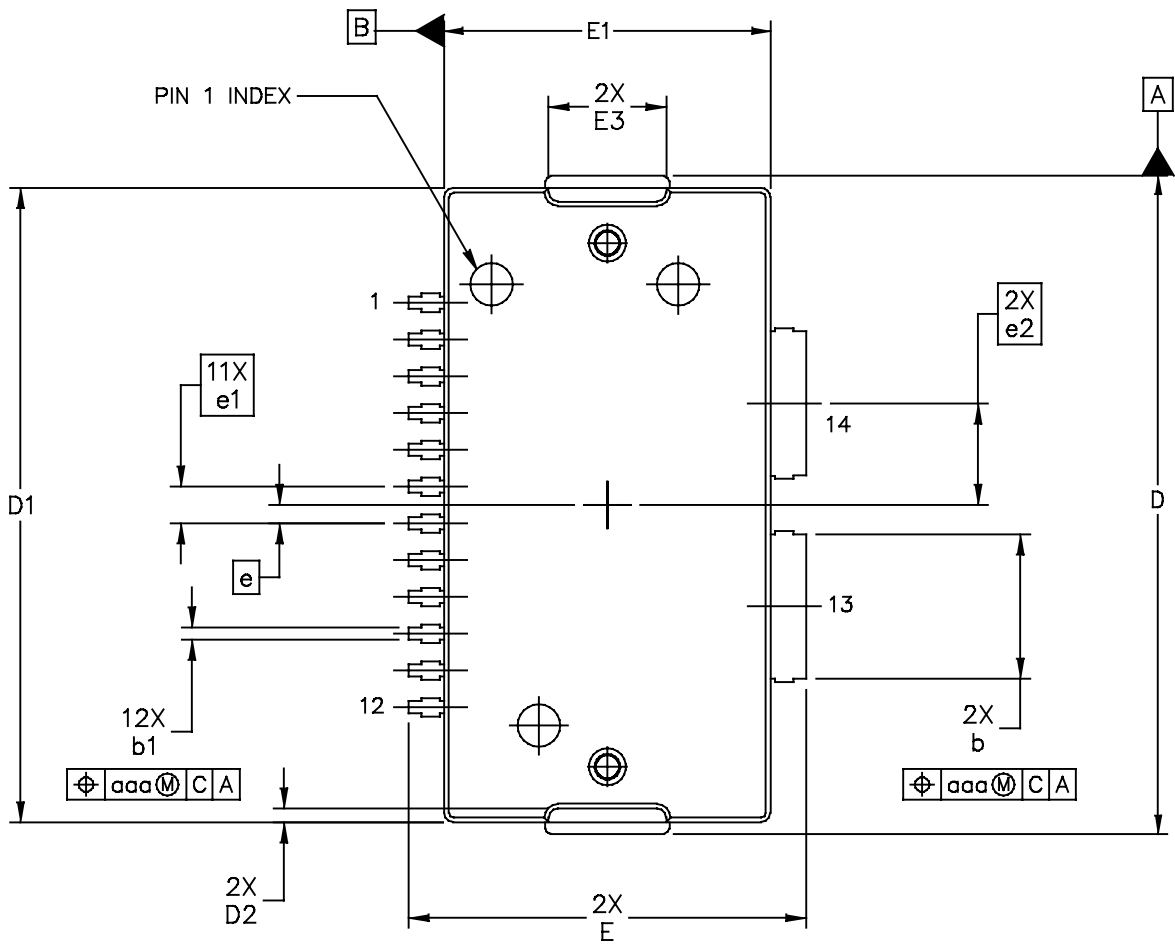 B
E1
PIN 1 INDEX
2X
E3
A
1
2X
e2
11X
e1
14
D1
D
e
13
12
12X
b1
2X
b
⌖ aaa Ⓜ C A
⌖ aaa Ⓜ C A
2X
D2
2X
E